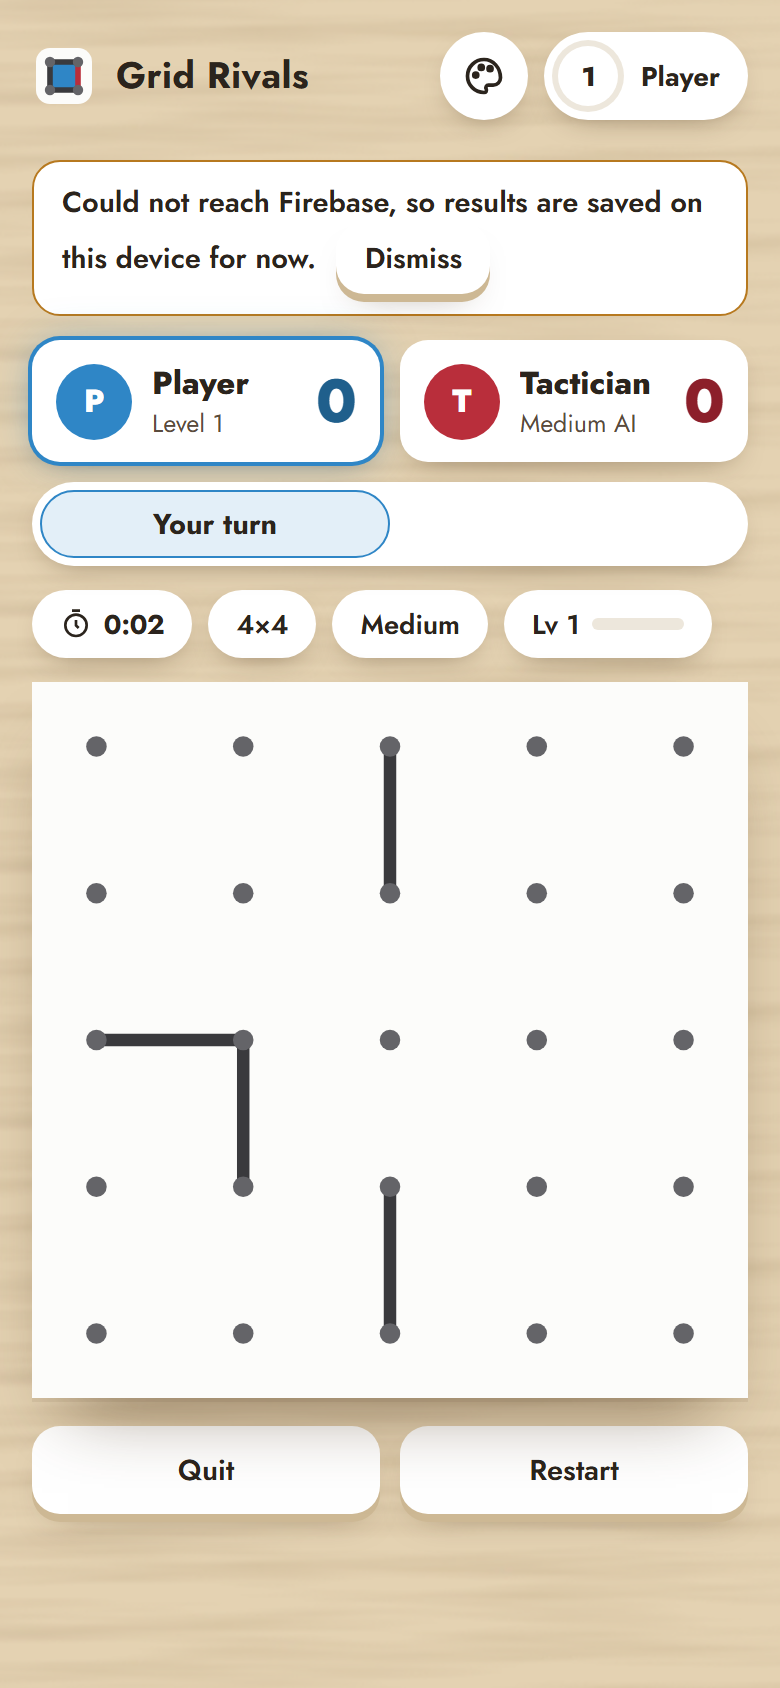 Grid Rivals
1 Player
Could not reach Firebase, so results are saved on
this device for now. Dismiss
P Player 0
Level 1
T Tactician 0
Medium AI
Your turn
0:02 4×4 Medium Lv 1
Quit Restart